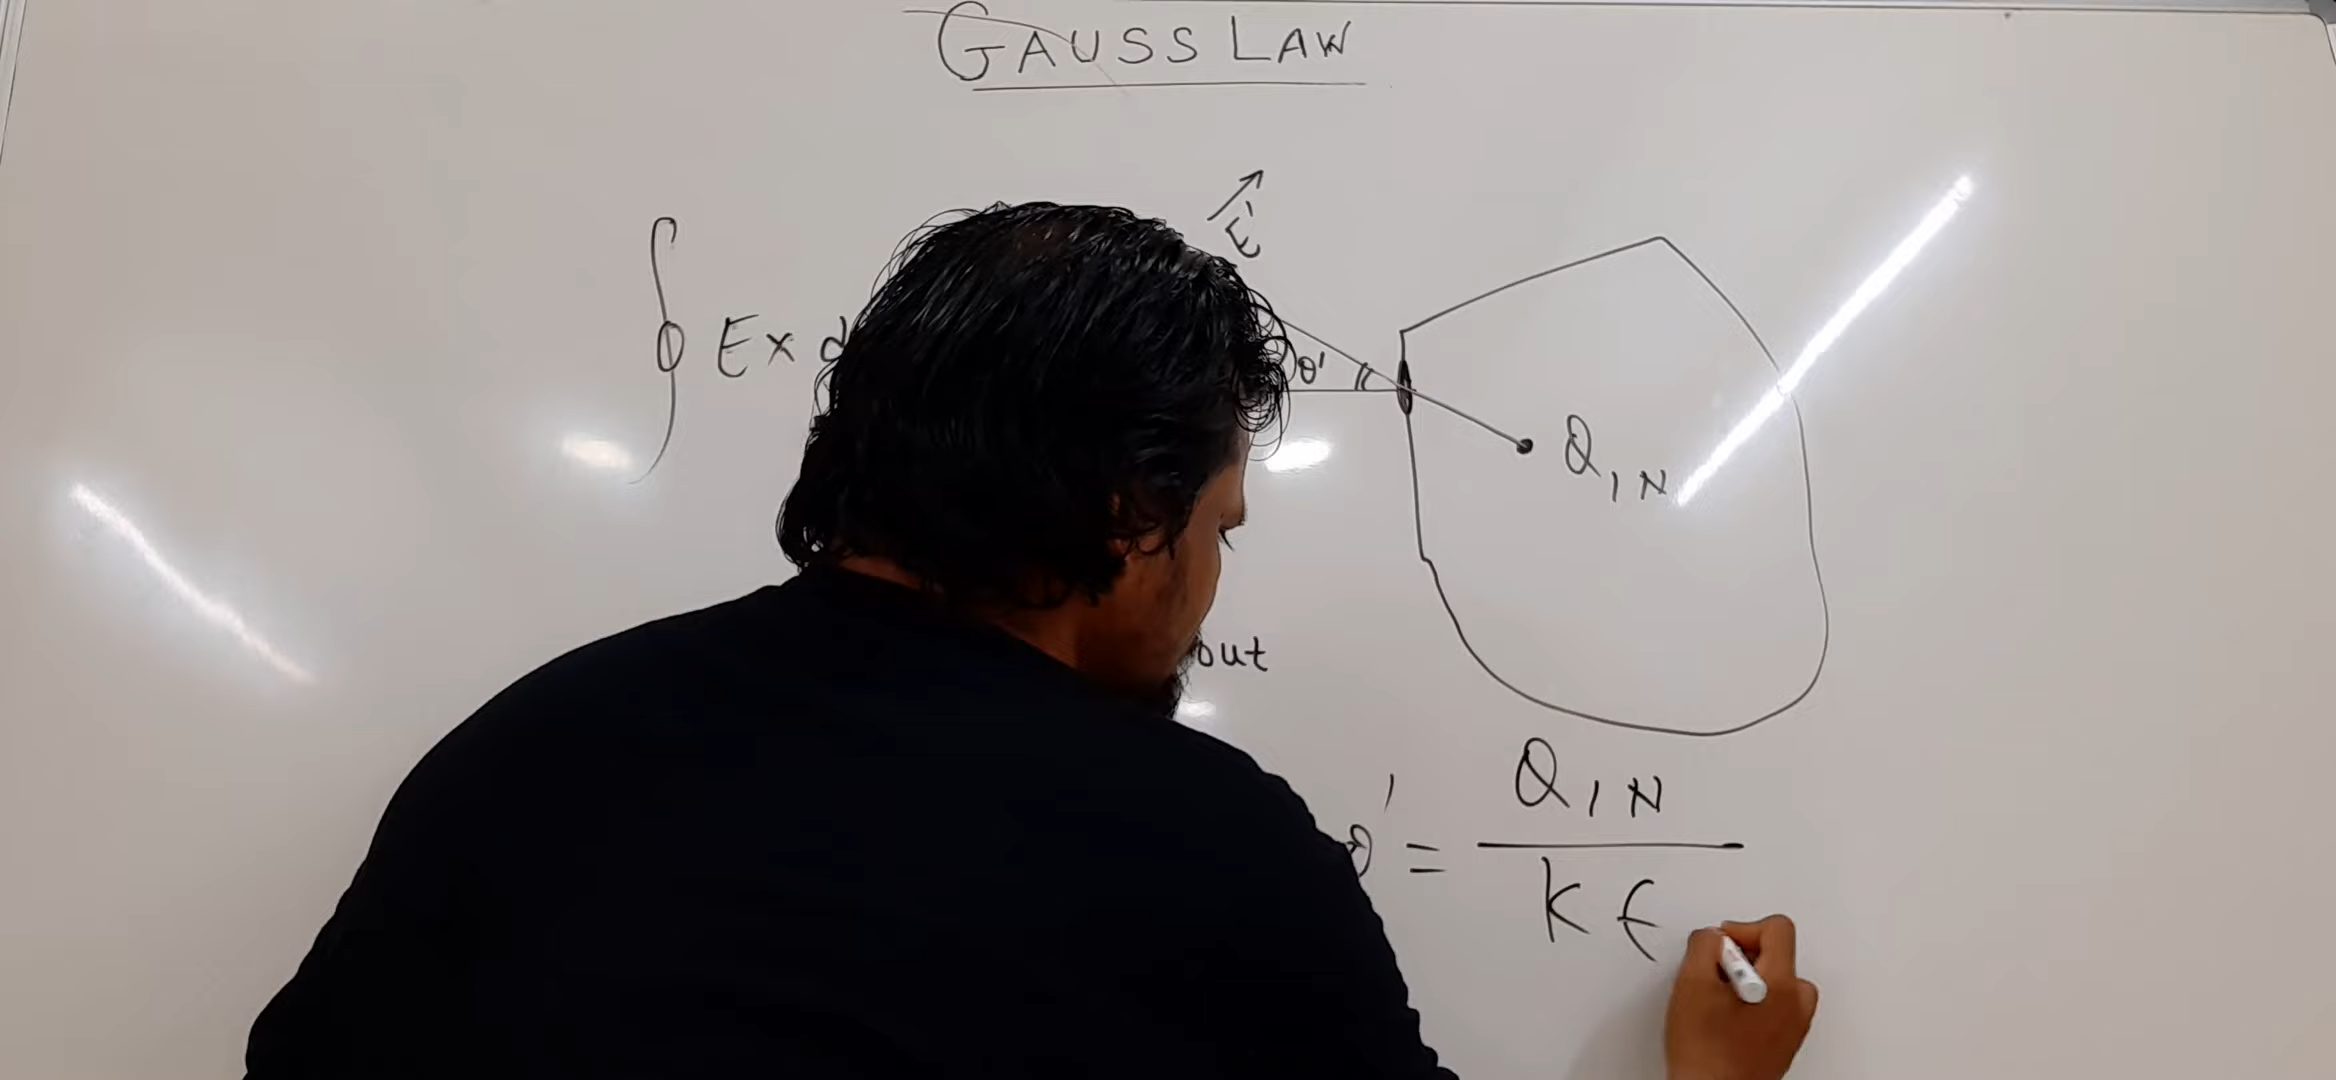 GAUSS LAW
E
∮ E × d
θ'
Q IN
out
θ' = Q IN
K ε